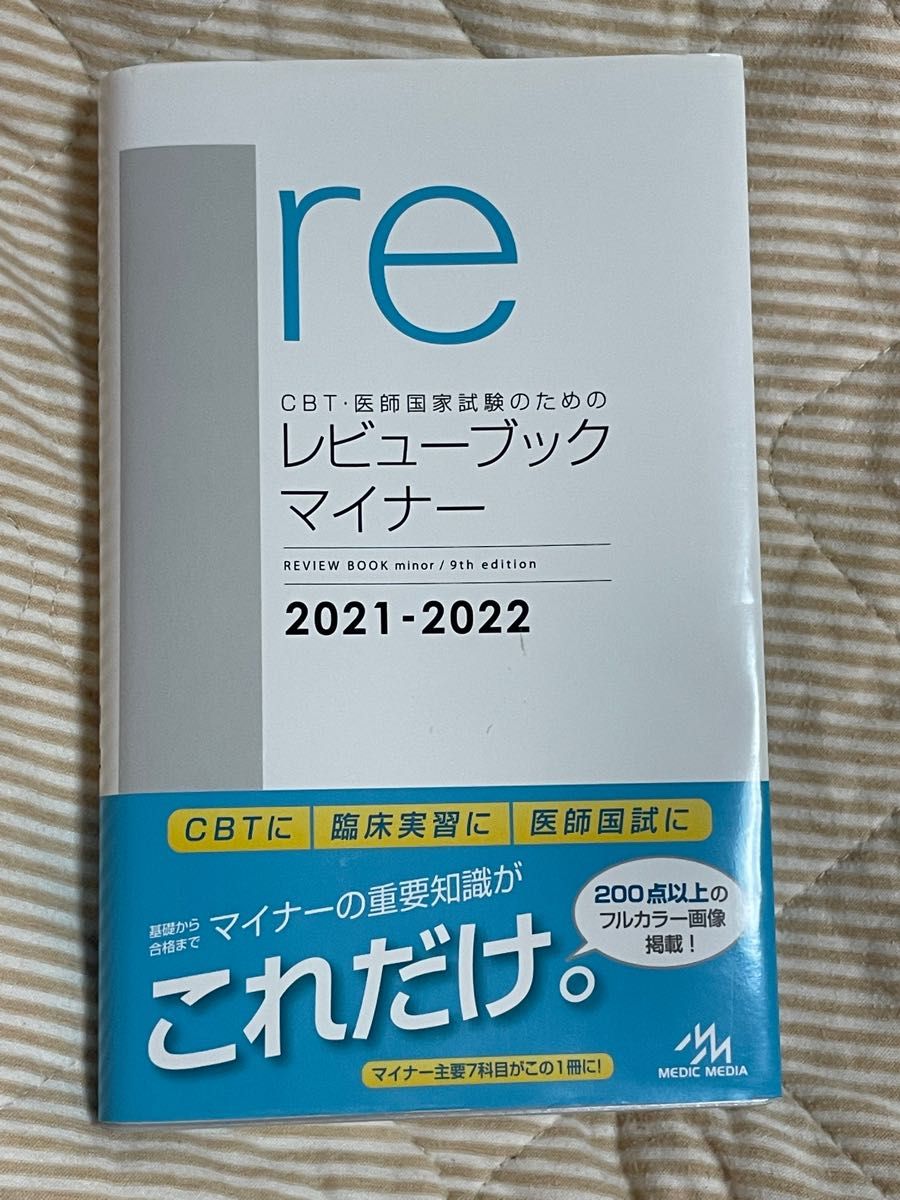 re
CBT・医師国家試験のための
レビューブック
マイナー
REVIEW BOOK minor / 9th edition
2021-2022
CBTに 臨床実習に 医師国試に
基礎から
合格まで
マイナーの重要知識が
これだけ。
200点以上の
フルカラー画像
掲載！
マイナー主要7科目がこの1冊に!
MEDIC MEDIA